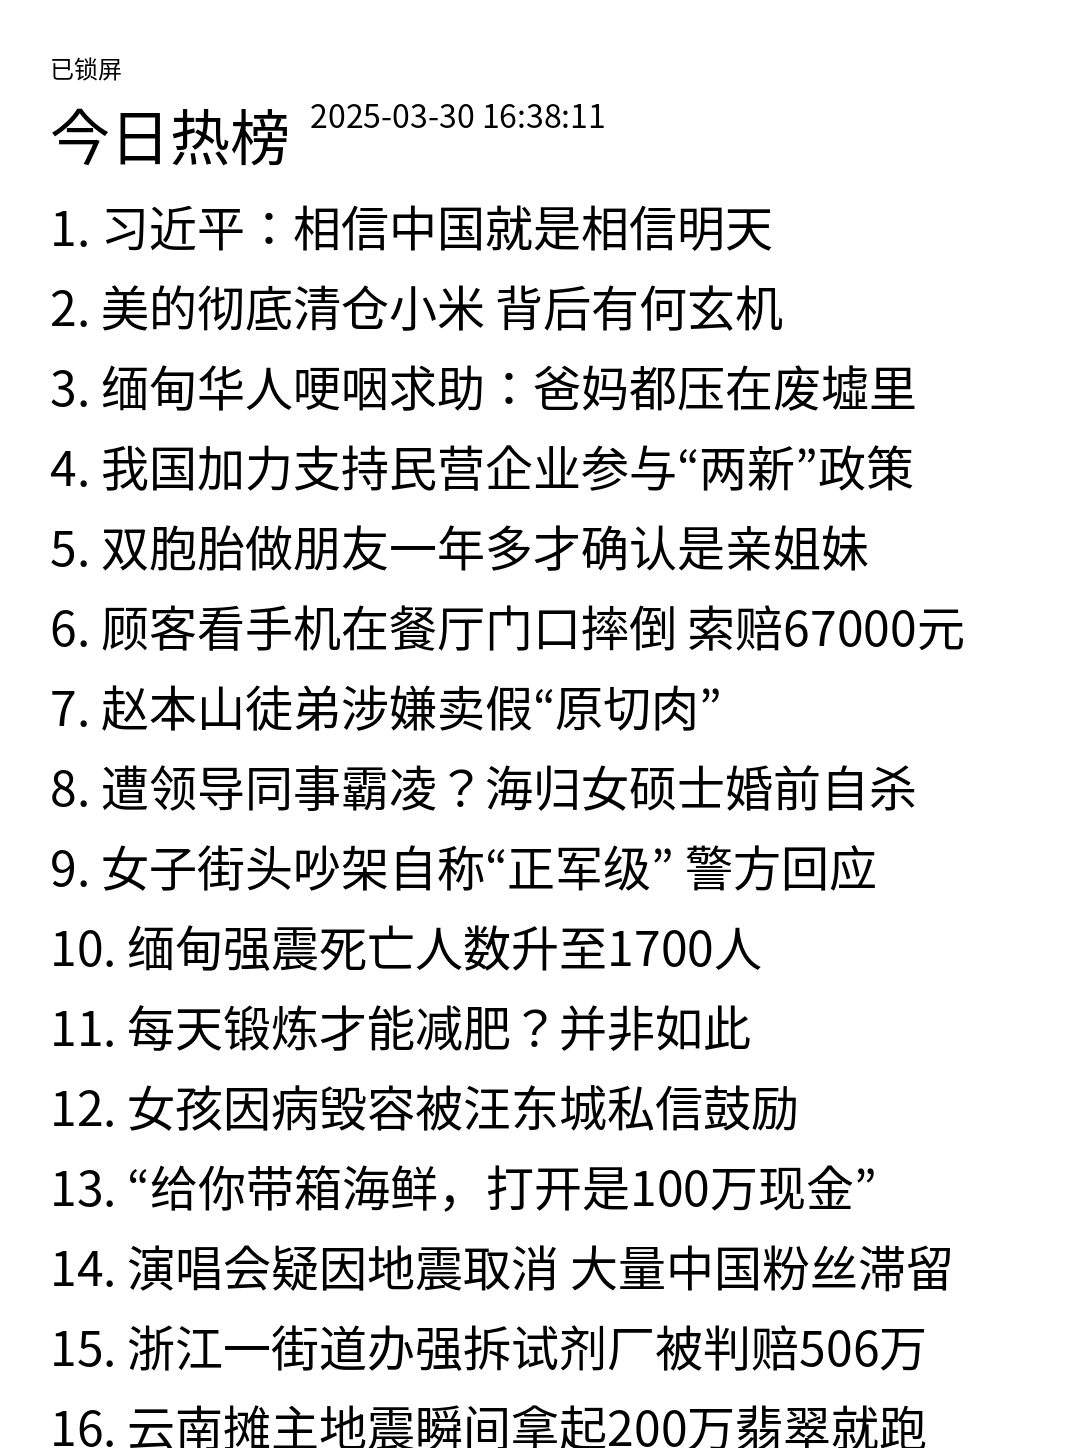 已锁屏
今日热榜 2025-03-30 16:38:11
1. 习近平：相信中国就是相信明天
2. 美的彻底清仓小米 背后有何玄机
3. 缅甸华人哽咽求助：爸妈都压在废墟里
4. 我国加力支持民营企业参与“两新”政策
5. 双胞胎做朋友一年多才确认是亲姐妹
6. 顾客看手机在餐厅门口摔倒 索赔67000元
7. 赵本山徒弟涉嫌卖假“原切肉”
8. 遭领导同事霸凌？海归女硕士婚前自杀
9. 女子街头吵架自称“正军级” 警方回应
10. 缅甸强震死亡人数升至1700人
11. 每天锻炼才能减肥？并非如此
12. 女孩因病毁容被汪东城私信鼓励
13. “给你带箱海鲜，打开是100万现金”
14. 演唱会疑因地震取消 大量中国粉丝滞留
15. 浙江一街道办强拆试剂厂被判赔506万
16. 云南摊主地震瞬间拿起200万翡翠就跑